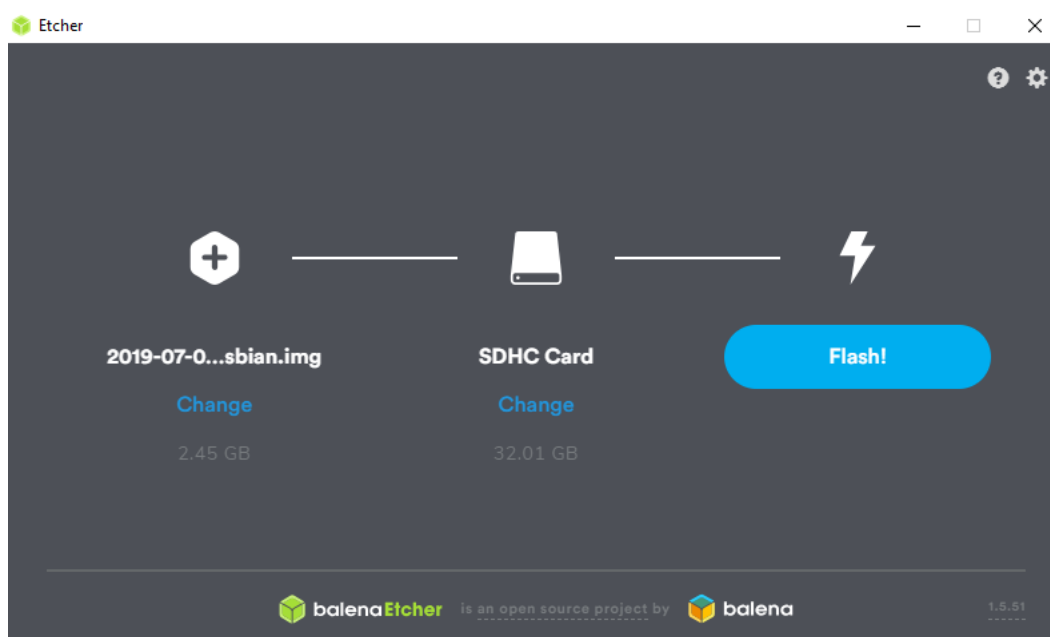 Etcher
2019-07-0...sbian.img
SDHC Card
Flash!
Change
Change
2.45 GB
32.01 GB
balenaEtcher is an open source project by balena
1.5.51